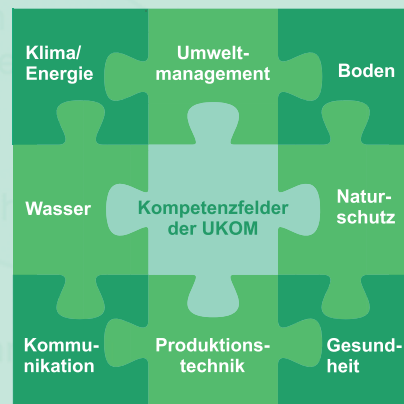 Klima/
Energie
Umwelt-
management
Boden
Wasser
Kompetenzfelder
der UKOM
Natur-
schutz
Kommu-
nikation
Produktions-
technik
Gesund-
heit